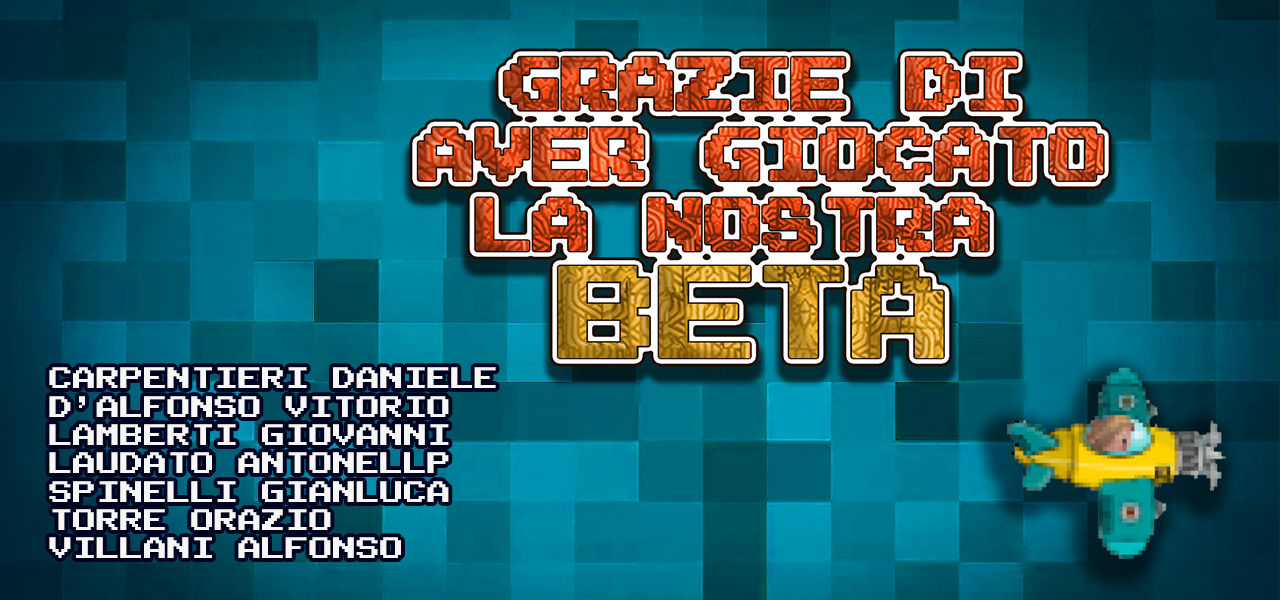 GRAZIE DI
AVER GIOCATO
LA NOSTRA
BETA
CARPENTIERI DANIELE
D'ALFONSO VITORIO
LAMBERTI GIOVANNI
LAUDATO ANTONELLP
SPINELLI GIANLUCA
TORRE ORAZIO
VILLANI ALFONSO